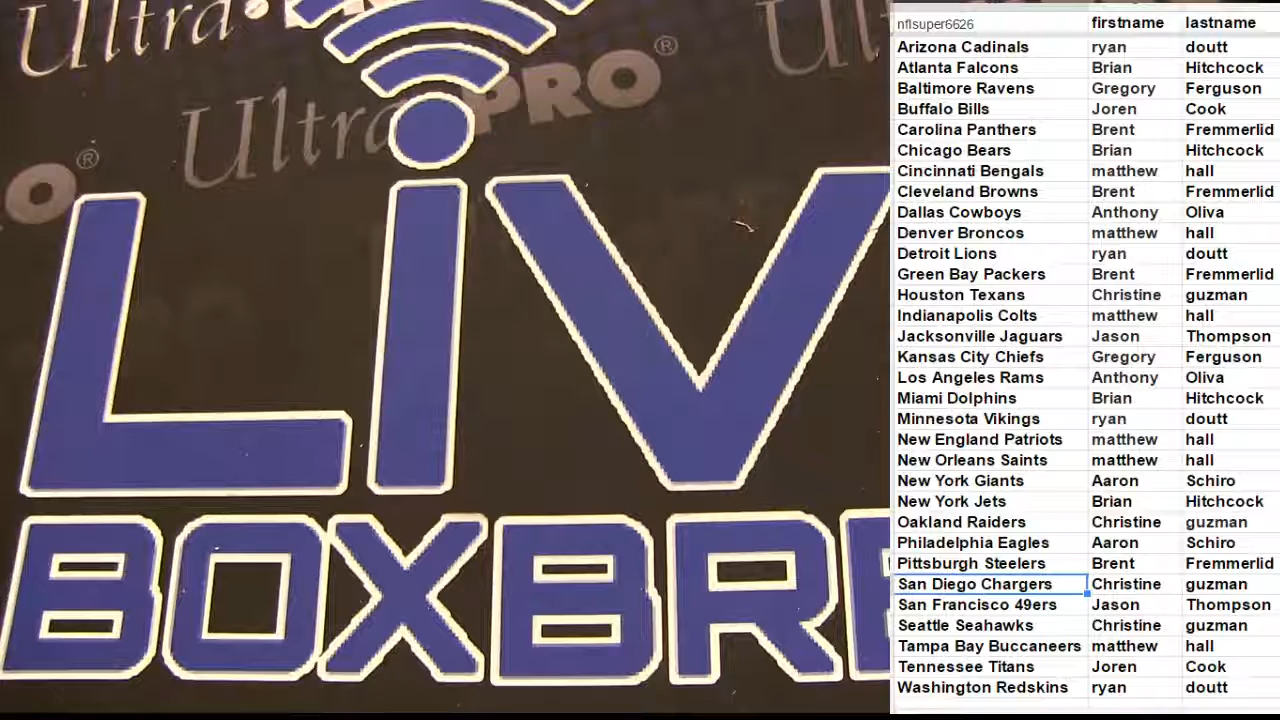 Ultra
Ultra PRO®
O®
Ul
LiV
BOXBR
nflsuper6626 firstname lastname
Arizona Cadinals ryan doutt
Atlanta Falcons Brian Hitchcock
Baltimore Ravens Gregory Ferguson
Buffalo Bills Joren Cook
Carolina Panthers Brent Fremmerlid
Chicago Bears Brian Hitchcock
Cincinnati Bengals matthew hall
Cleveland Browns Brent Fremmerlid
Dallas Cowboys Anthony Oliva
Denver Broncos matthew hall
Detroit Lions ryan doutt
Green Bay Packers Brent Fremmerlid
Houston Texans Christine guzman
Indianapolis Colts matthew hall
Jacksonville Jaguars Jason Thompson
Kansas City Chiefs Gregory Ferguson
Los Angeles Rams Anthony Oliva
Miami Dolphins Brian Hitchcock
Minnesota Vikings ryan doutt
New England Patriots matthew hall
New Orleans Saints matthew hall
New York Giants Aaron Schiro
New York Jets Brian Hitchcock
Oakland Raiders Christine guzman
Philadelphia Eagles Aaron Schiro
Pittsburgh Steelers Brent Fremmerlid
San Diego Chargers Christine guzman
San Francisco 49ers Jason Thompson
Seattle Seahawks Christine guzman
Tampa Bay Buccaneers matthew hall
Tennessee Titans Joren Cook
Washington Redskins ryan doutt